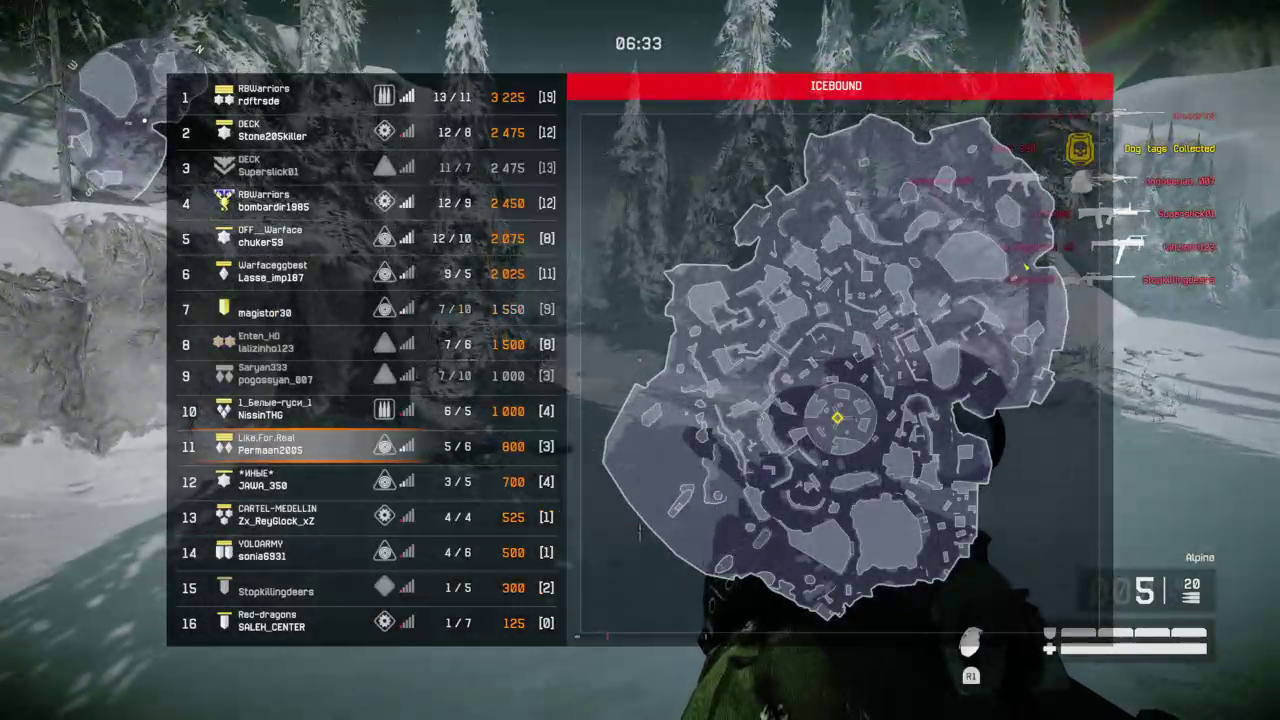 06:33
ICEBOUND
1 RBWarriors rdftrsde 13 / 11 3 225 [19]
2 DECK Stone205killer 12 / 8 2 475 [12]
3 DECK Superslick01 11 / 7 2 475 [13]
4 RBWarriors bombardir1985 12 / 9 2 450 [12]
5 OFF__Warface chuker59 12 / 10 2 075 [8]
6 Warfaceggbest Lasse_imp187 9 / 5 2 025 [11]
7 magistor30 7 / 10 1 550 [9]
8 Enten_HD lalizinho123 7 / 6 1 500 [8]
9 Saryan333 pogossyan_007 7 / 10 1 000 [3]
10 1_Белые-гуси_1 NissinTHG 6 / 5 1 000 [4]
11 Like.For.Real Permaan2005 5 / 6 800 [3]
12 *ИНЫЕ* JAWA_350 3 / 5 700 [4]
13 CARTEL-MEDELLIN Zx_ReyGlock_xZ 4 / 4 525 [1]
14 YOLOARMY sonia6931 4 / 6 500 [1]
15 Stopkillingdeers 1 / 5 300 [2]
16 Red-dragons SALEH_CENTER 1 / 7 125 [0]
Dog tags Collected
pogossyan_007
Superslick01
lalizinho123
Stopkillingdeers
N
W
S
Alpine
5 | 20
R1